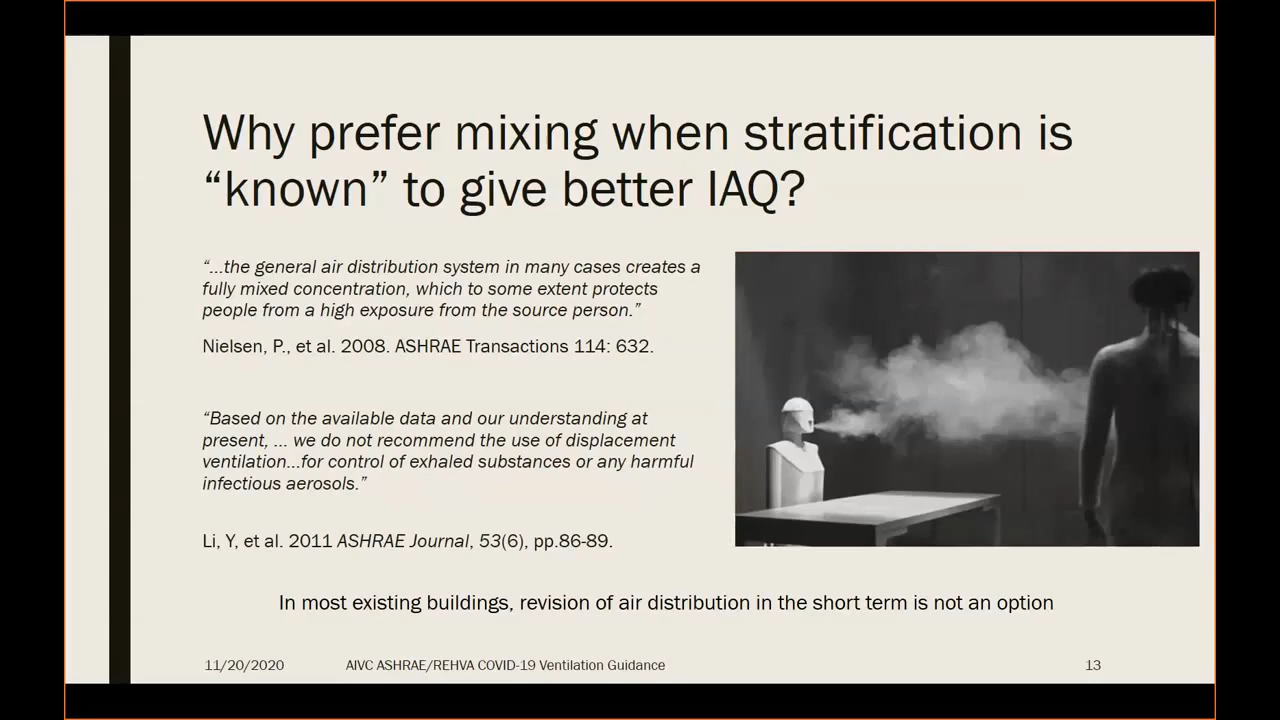 Why prefer mixing when stratification is
“known” to give better IAQ?
“…the general air distribution system in many cases creates a
fully mixed concentration, which to some extent protects
people from a high exposure from the source person.”
Nielsen, P., et al. 2008. ASHRAE Transactions 114: 632.
“Based on the available data and our understanding at
present, … we do not recommend the use of displacement
ventilation…for control of exhaled substances or any harmful
infectious aerosols.”
Li, Y, et al. 2011 ASHRAE Journal, 53(6), pp.86-89.
In most existing buildings, revision of air distribution in the short term is not an option
11/20/2020 AIVC ASHRAE/REHVA COVID-19 Ventilation Guidance 13